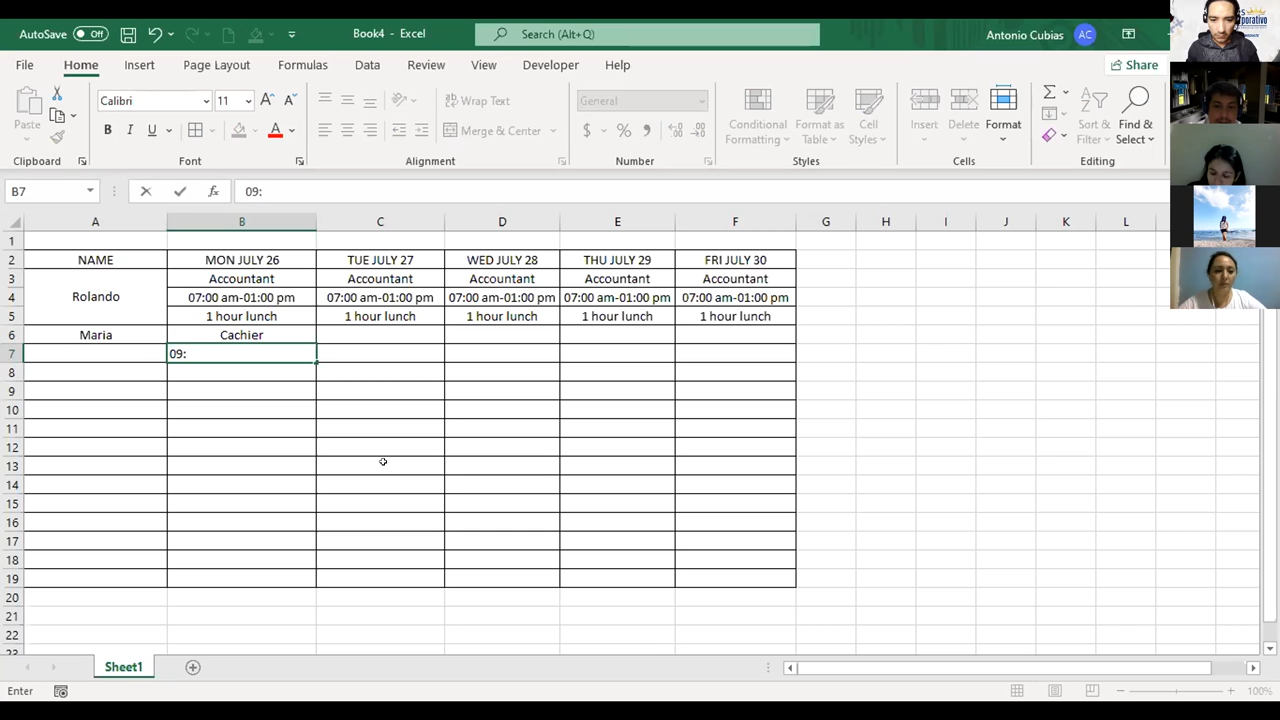 AutoSave Off Book4 - Excel Search (Alt+Q) Antonio Cubias AC
File Home Insert Page Layout Formulas Data Review View Developer Help Share
Paste Calibri 11 A A Wrap Text General Conditional Formatting Format as Table Cell Styles Insert Delete Format Sort & Filter Find & Select
B I U A Merge & Center $ %
Clipboard Font Alignment Number Styles Cells Editing
B7 fx 09:
A B C D E F G H I J K L
1
2 NAME MON JULY 26 TUE JULY 27 WED JULY 28 THU JULY 29 FRI JULY 30
3 Accountant Accountant Accountant Accountant Accountant
Rolando
4 07:00 am-01:00 pm 07:00 am-01:00 pm 07:00 am-01:00 pm 07:00 am-01:00 pm 07:00 am-01:00 pm
5 1 hour lunch 1 hour lunch 1 hour lunch 1 hour lunch 1 hour lunch
6 Maria Cachier
7 09:
8
9
10
11
12
13
14
15
16
17
18
19
20
21
22
23
Sheet1
Enter 100%